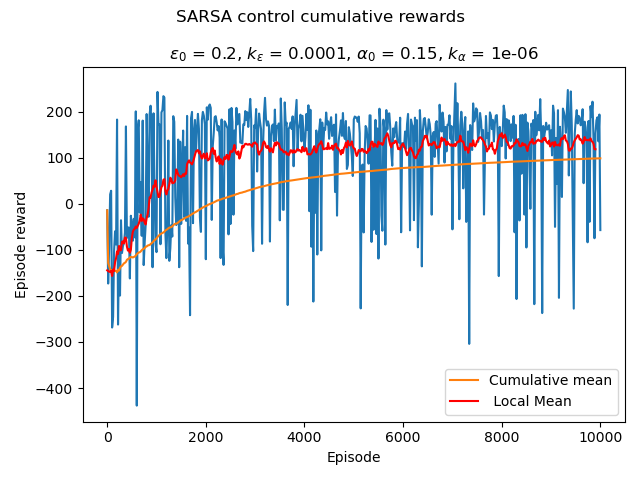 SARSA control cumulative rewards
ε₀ = 0.2, kε = 0.0001, α₀ = 0.15, kα = 1e-06
200
100
0
−100
−200
−300
−400
Episode reward
Cumulative mean
Local Mean
0 2000 4000 6000 8000 10000
Episode